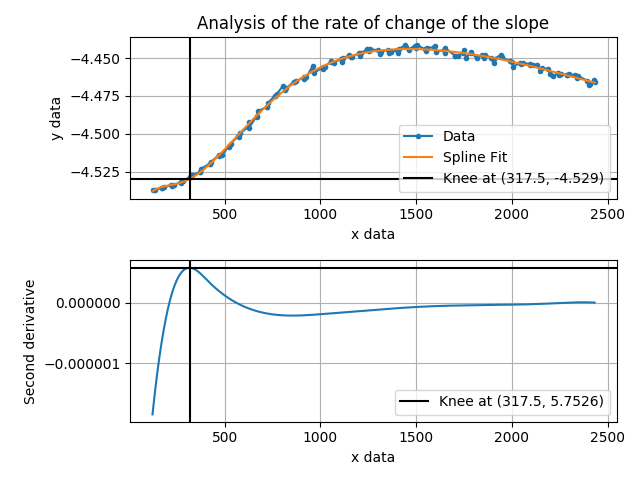 Analysis of the rate of change of the slope
−4.450
−4.475
−4.500
−4.525
y data
Data
Spline Fit
Knee at (317.5, -4.529)
500
1000
1500
2000
2500
x data
0.000000
−0.000001
Second derivative
Knee at (317.5, 5.7526)
500
1000
1500
2000
2500
x data